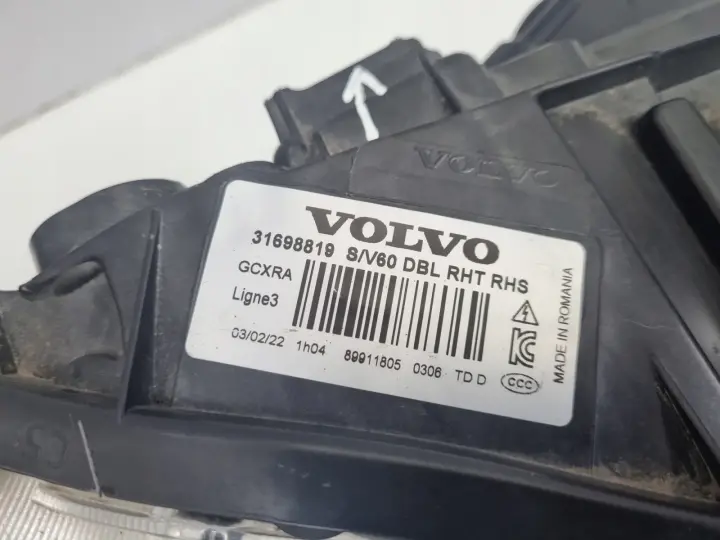 VOLVO
VOLVO
31698819 S/V60 DBL RHT RHS
GCXRA
Ligne3
03/02/22 1h04 89911805 0306 TD D
CCC
MADE IN ROMANIA